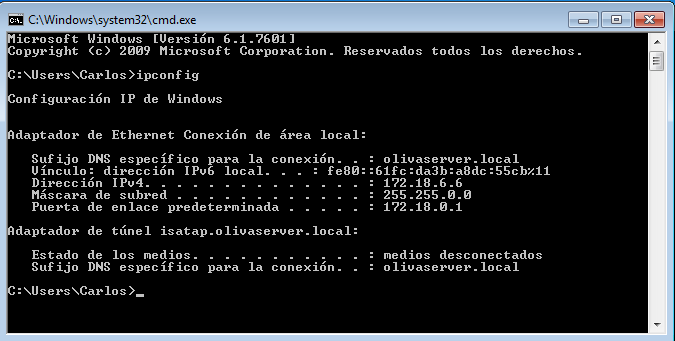 C:\Windows\system32\cmd.exe
Microsoft Windows [Versión 6.1.7601]
Copyright (c) 2009 Microsoft Corporation. Reservados todos los derechos.
C:\Users\Carlos>ipconfig
Configuración IP de Windows
Adaptador de Ethernet Conexión de área local:
Sufijo DNS específico para la conexión. . : olivaserver.local
Vínculo: dirección IPv6 local. . . : fe80::61fc:da3b:a8dc:55cb%11
Dirección IPv4. . . . . . . . . . . . . . : 172.18.6.6
Máscara de subred . . . . . . . . . . . . : 255.255.0.0
Puerta de enlace predeterminada . . . . . : 172.18.0.1
Adaptador de túnel isatap.olivaserver.local:
Estado de los medios. . . . . . . . . . . : medios desconectados
Sufijo DNS específico para la conexión. . : olivaserver.local
C:\Users\Carlos>_